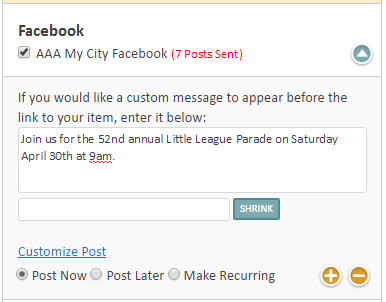 Facebook
AAA My City Facebook (7 Posts Sent)
If you would like a custom message to appear before the
link to your item, enter it below:
Join us for the 52nd annual Little League Parade on Saturday
April 30th at 9am.
SHRINK
Customize Post
Post Now Post Later Make Recurring